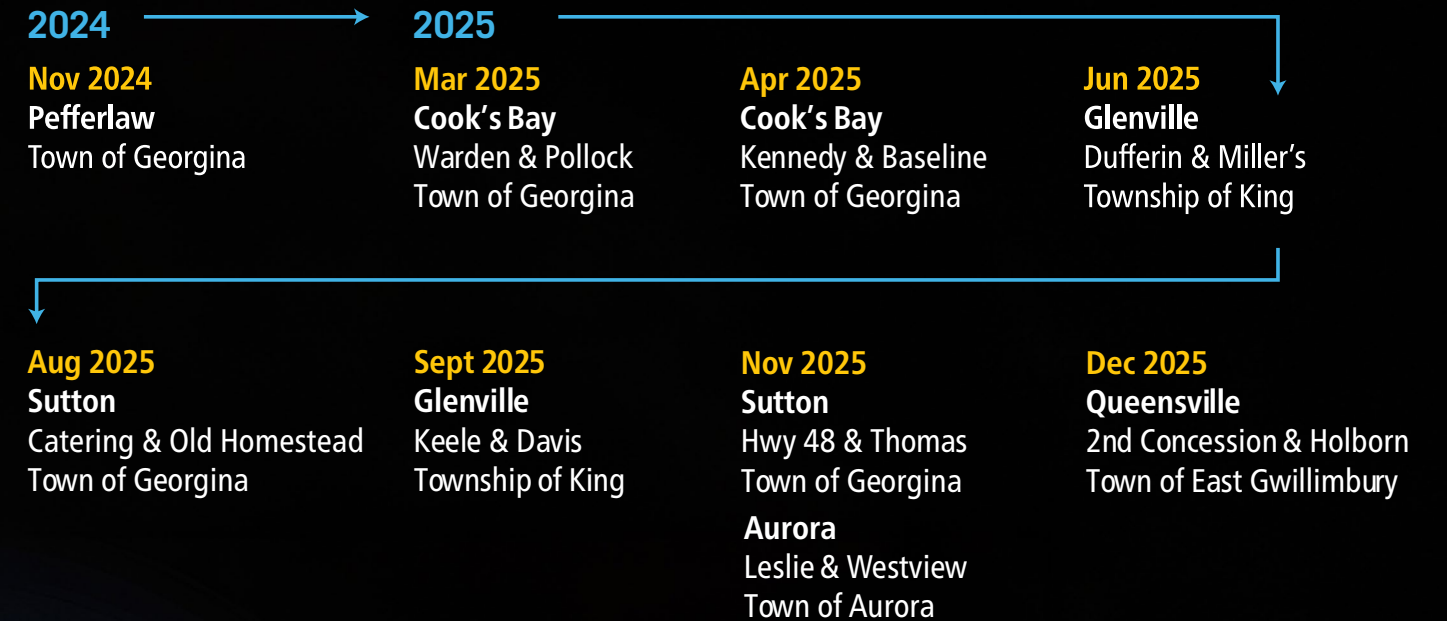 2024
2025
Nov 2024
Pefferlaw
Town of Georgina
Mar 2025
Cook's Bay
Warden & Pollock
Town of Georgina
Apr 2025
Cook's Bay
Kennedy & Baseline
Town of Georgina
Jun 2025
Glenville
Dufferin & Miller's
Township of King
Aug 2025
Sutton
Catering & Old Homestead
Town of Georgina
Sept 2025
Glenville
Keele & Davis
Township of King
Nov 2025
Sutton
Hwy 48 & Thomas
Town of Georgina
Aurora
Leslie & Westview
Town of Aurora
Dec 2025
Queensville
2nd Concession & Holborn
Town of East Gwillimbury